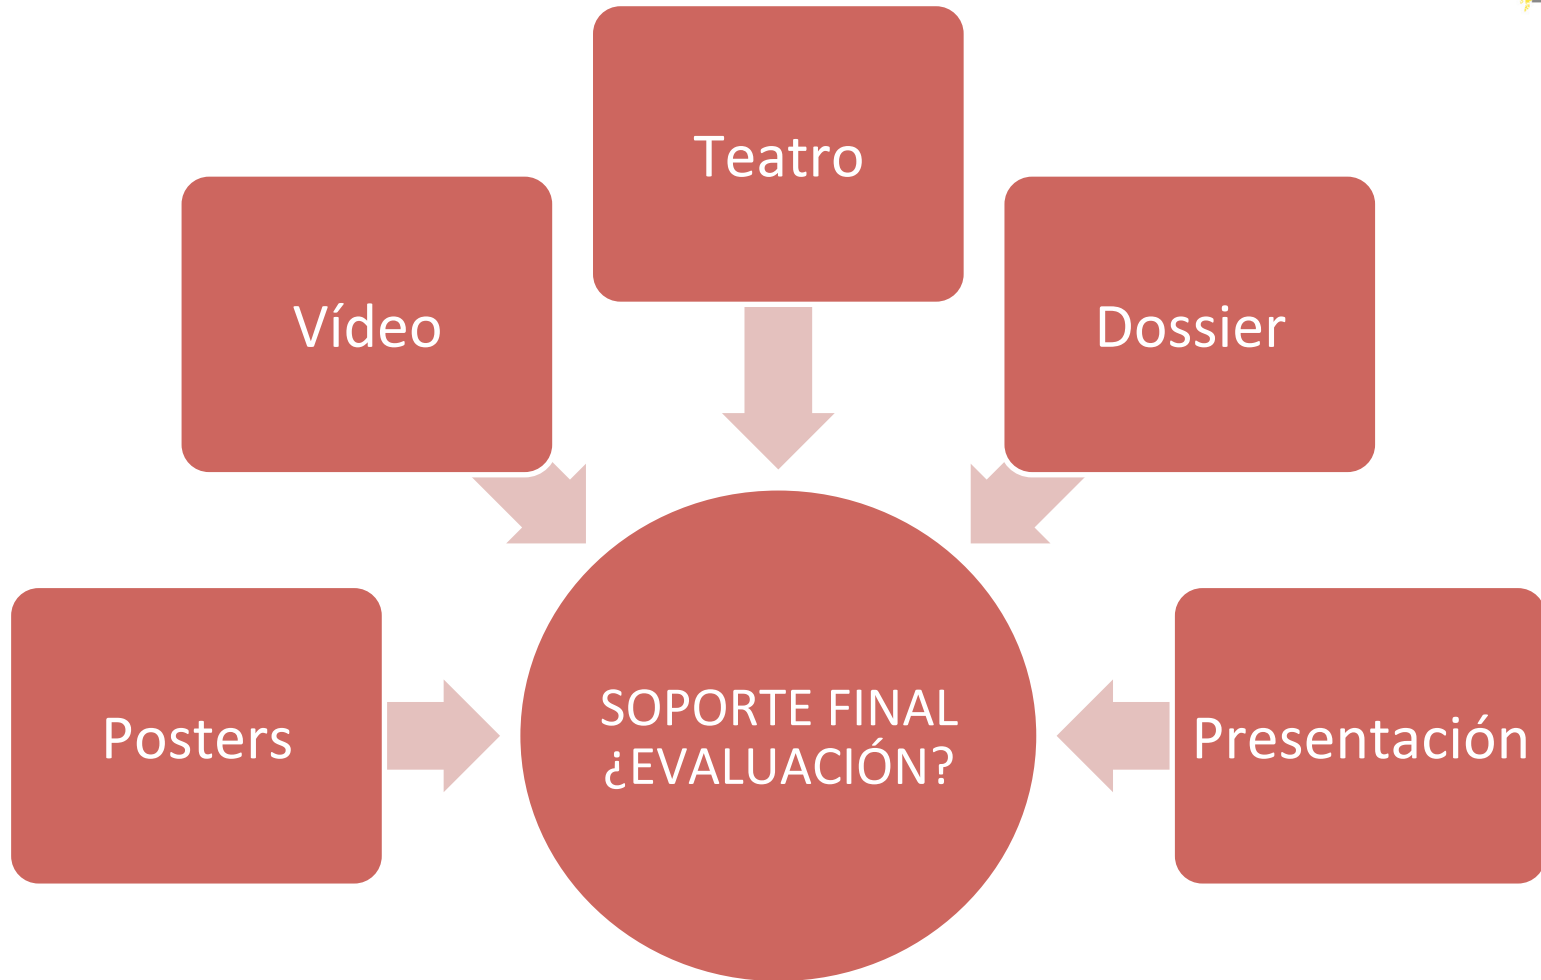 Teatro
Vídeo
Dossier
Posters
SOPORTE FINAL
¿EVALUACIÓN?
Presentación